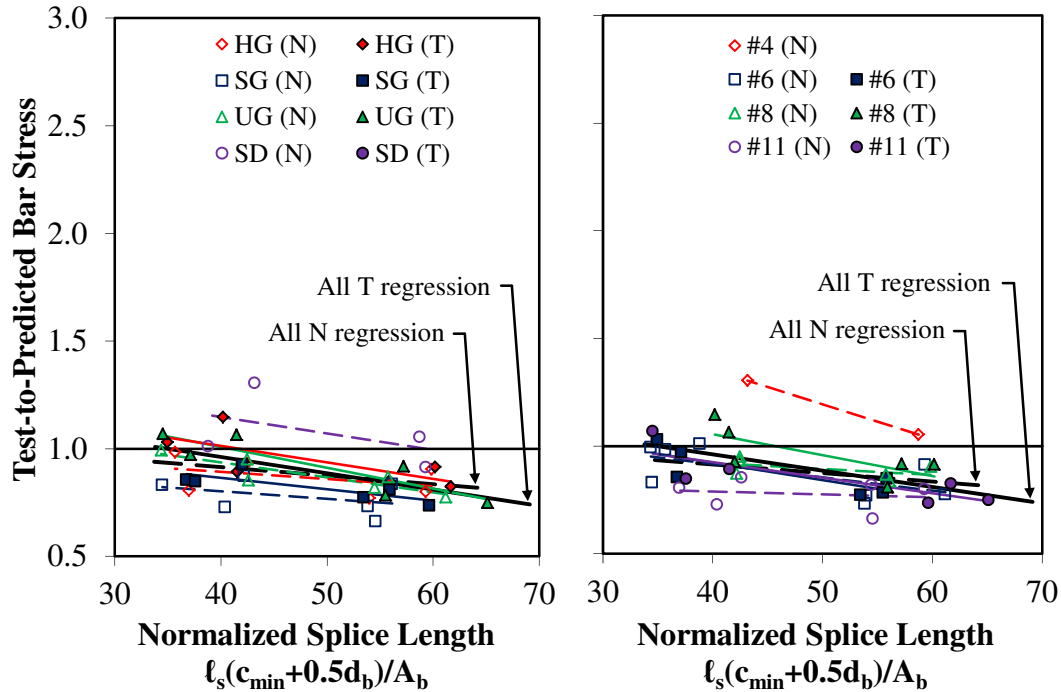 Test-to-Predicted Bar Stress
3.0
2.5
2.0
1.5
1.0
0.5
HG (N) HG (T)
SG (N) SG (T)
UG (N) UG (T)
SD (N) SD (T)
All T regression
All N regression
30 40 50 60 70
Normalized Splice Length
ℓs(cmin+0.5db)/Ab
#4 (N)
#6 (N) #6 (T)
#8 (N) #8 (T)
#11 (N) #11 (T)
All T regression
All N regression
30 40 50 60 70
Normalized Splice Length
ℓs(cmin+0.5db)/Ab